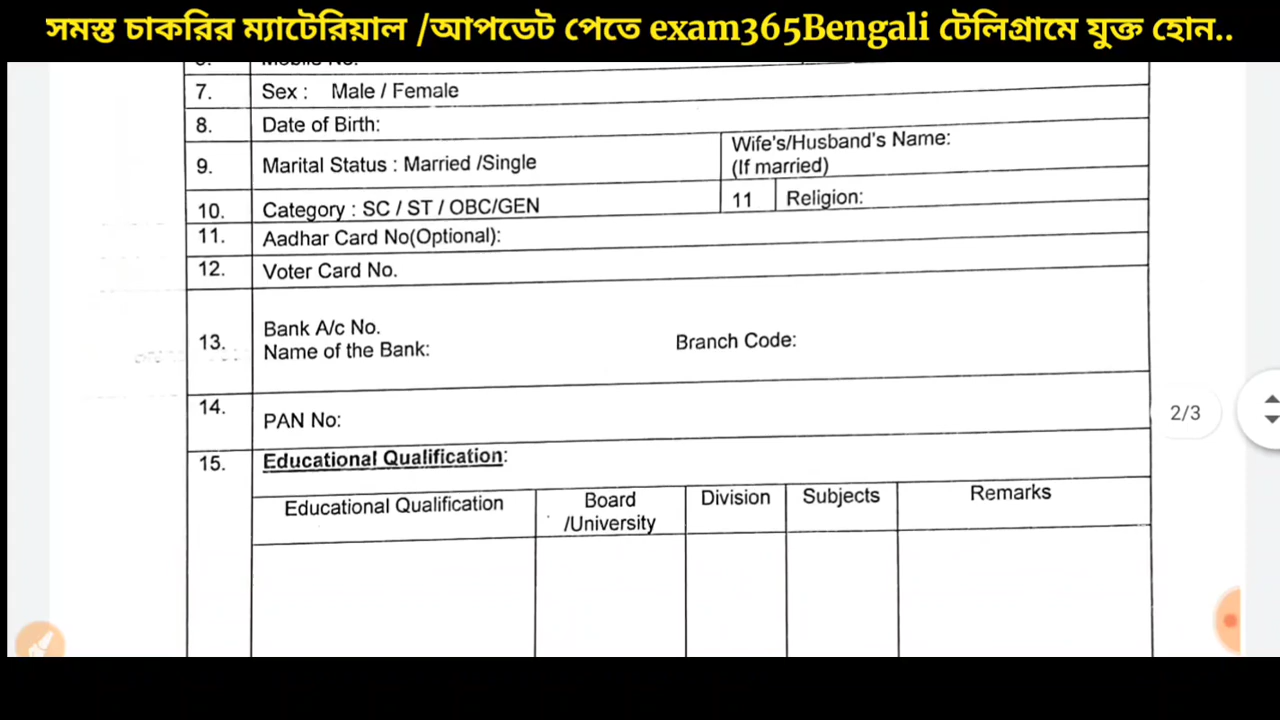 সমস্ত চাকরির ম্যাটেরিয়াল /আপডেট পেতে exam365Bengali টেলিগ্রামে যুক্ত হোন..
7. Sex : Male / Female
8. Date of Birth:
9. Marital Status : Married /Single
Wife's/Husband's Name:
(If married)
10. Category : SC / ST / OBC/GEN
11 Religion:
11. Aadhar Card No(Optional):
12. Voter Card No.
13. Bank A/c No.
Name of the Bank: Branch Code:
14. PAN No:
15. Educational Qualification:
Educational Qualification Board /University Division Subjects Remarks
2/3